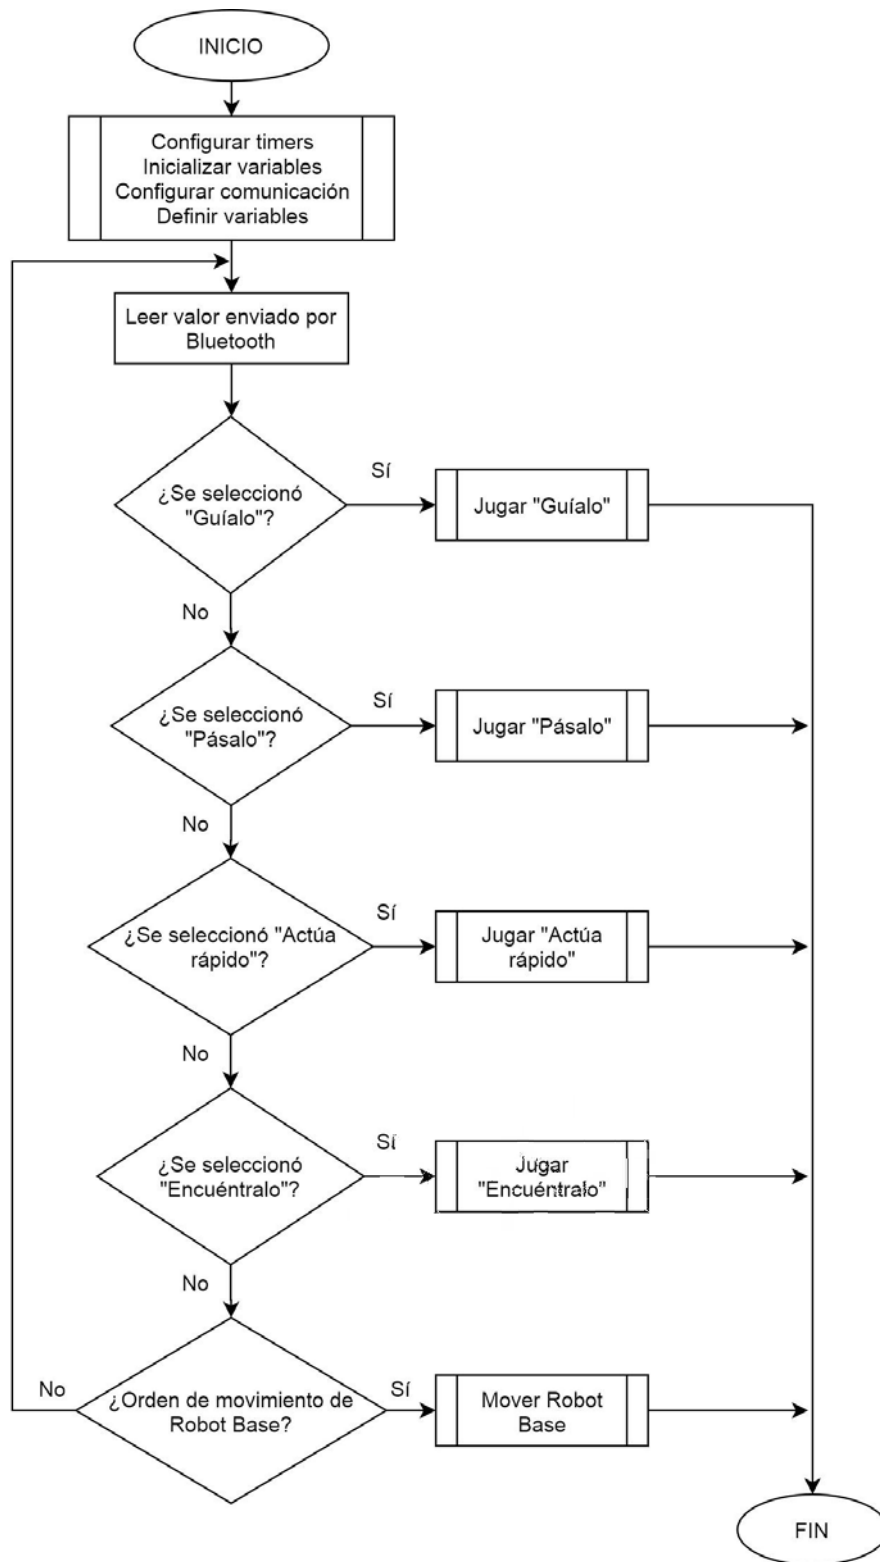 INICIO
Configurar timers
Inicializar variables
Configurar comunicación
Definir variables
Leer valor enviado por
Bluetooth
¿Se seleccionó
"Guíalo"?
Sí
Jugar "Guíalo"
No
¿Se seleccionó
"Pásalo"?
Sí
Jugar "Pásalo"
No
¿Se seleccionó "Actúa
rápido"?
Sí
Jugar "Actúa
rápido"
No
¿Se seleccionó
"Encuéntralo"?
Sí
Jugar
"Encuéntralo"
No
¿Orden de movimiento de
Robot Base?
No
Sí
Mover Robot
Base
FIN